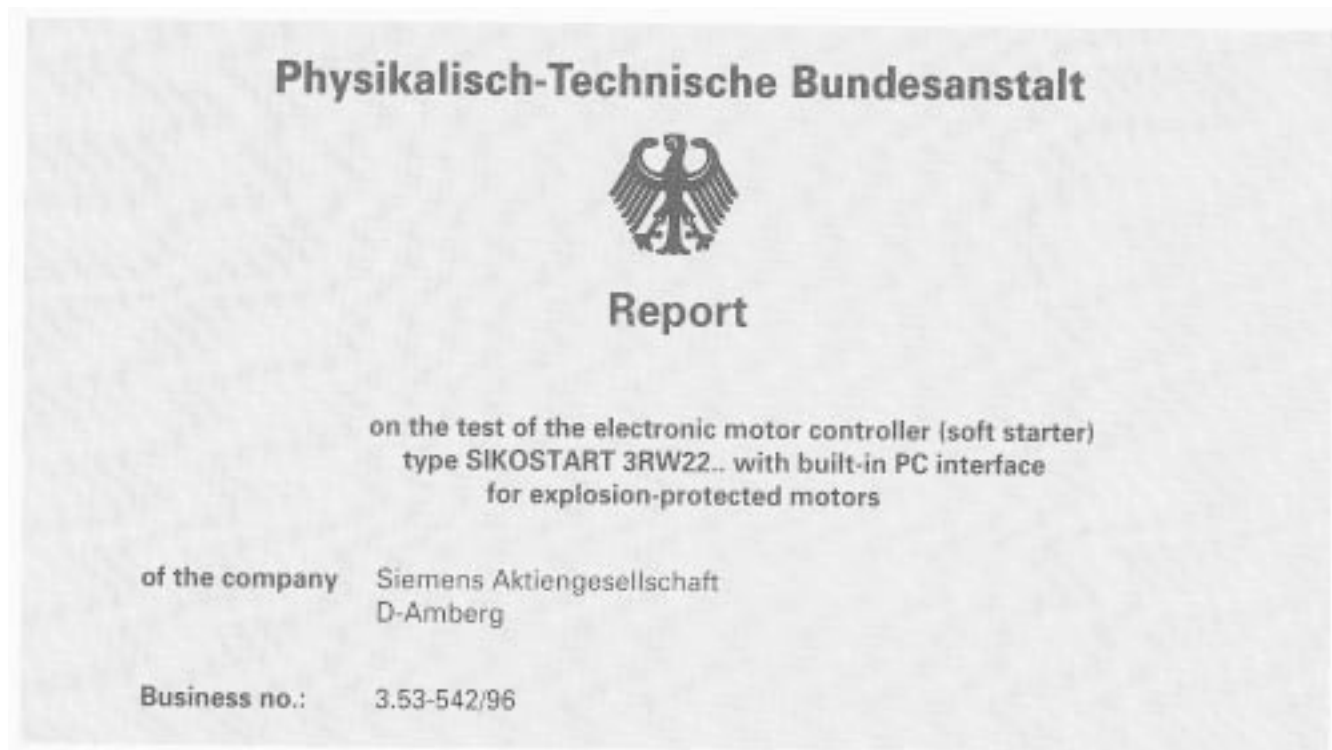 Physikalisch-Technische Bundesanstalt
Report
on the test of the electronic motor controller (soft starter)
type SIKOSTART 3RW22.. with built-in PC interface
for explosion-protected motors
of the company Siemens Aktiengesellschaft
D-Amberg
Business no.: 3.53-542/96